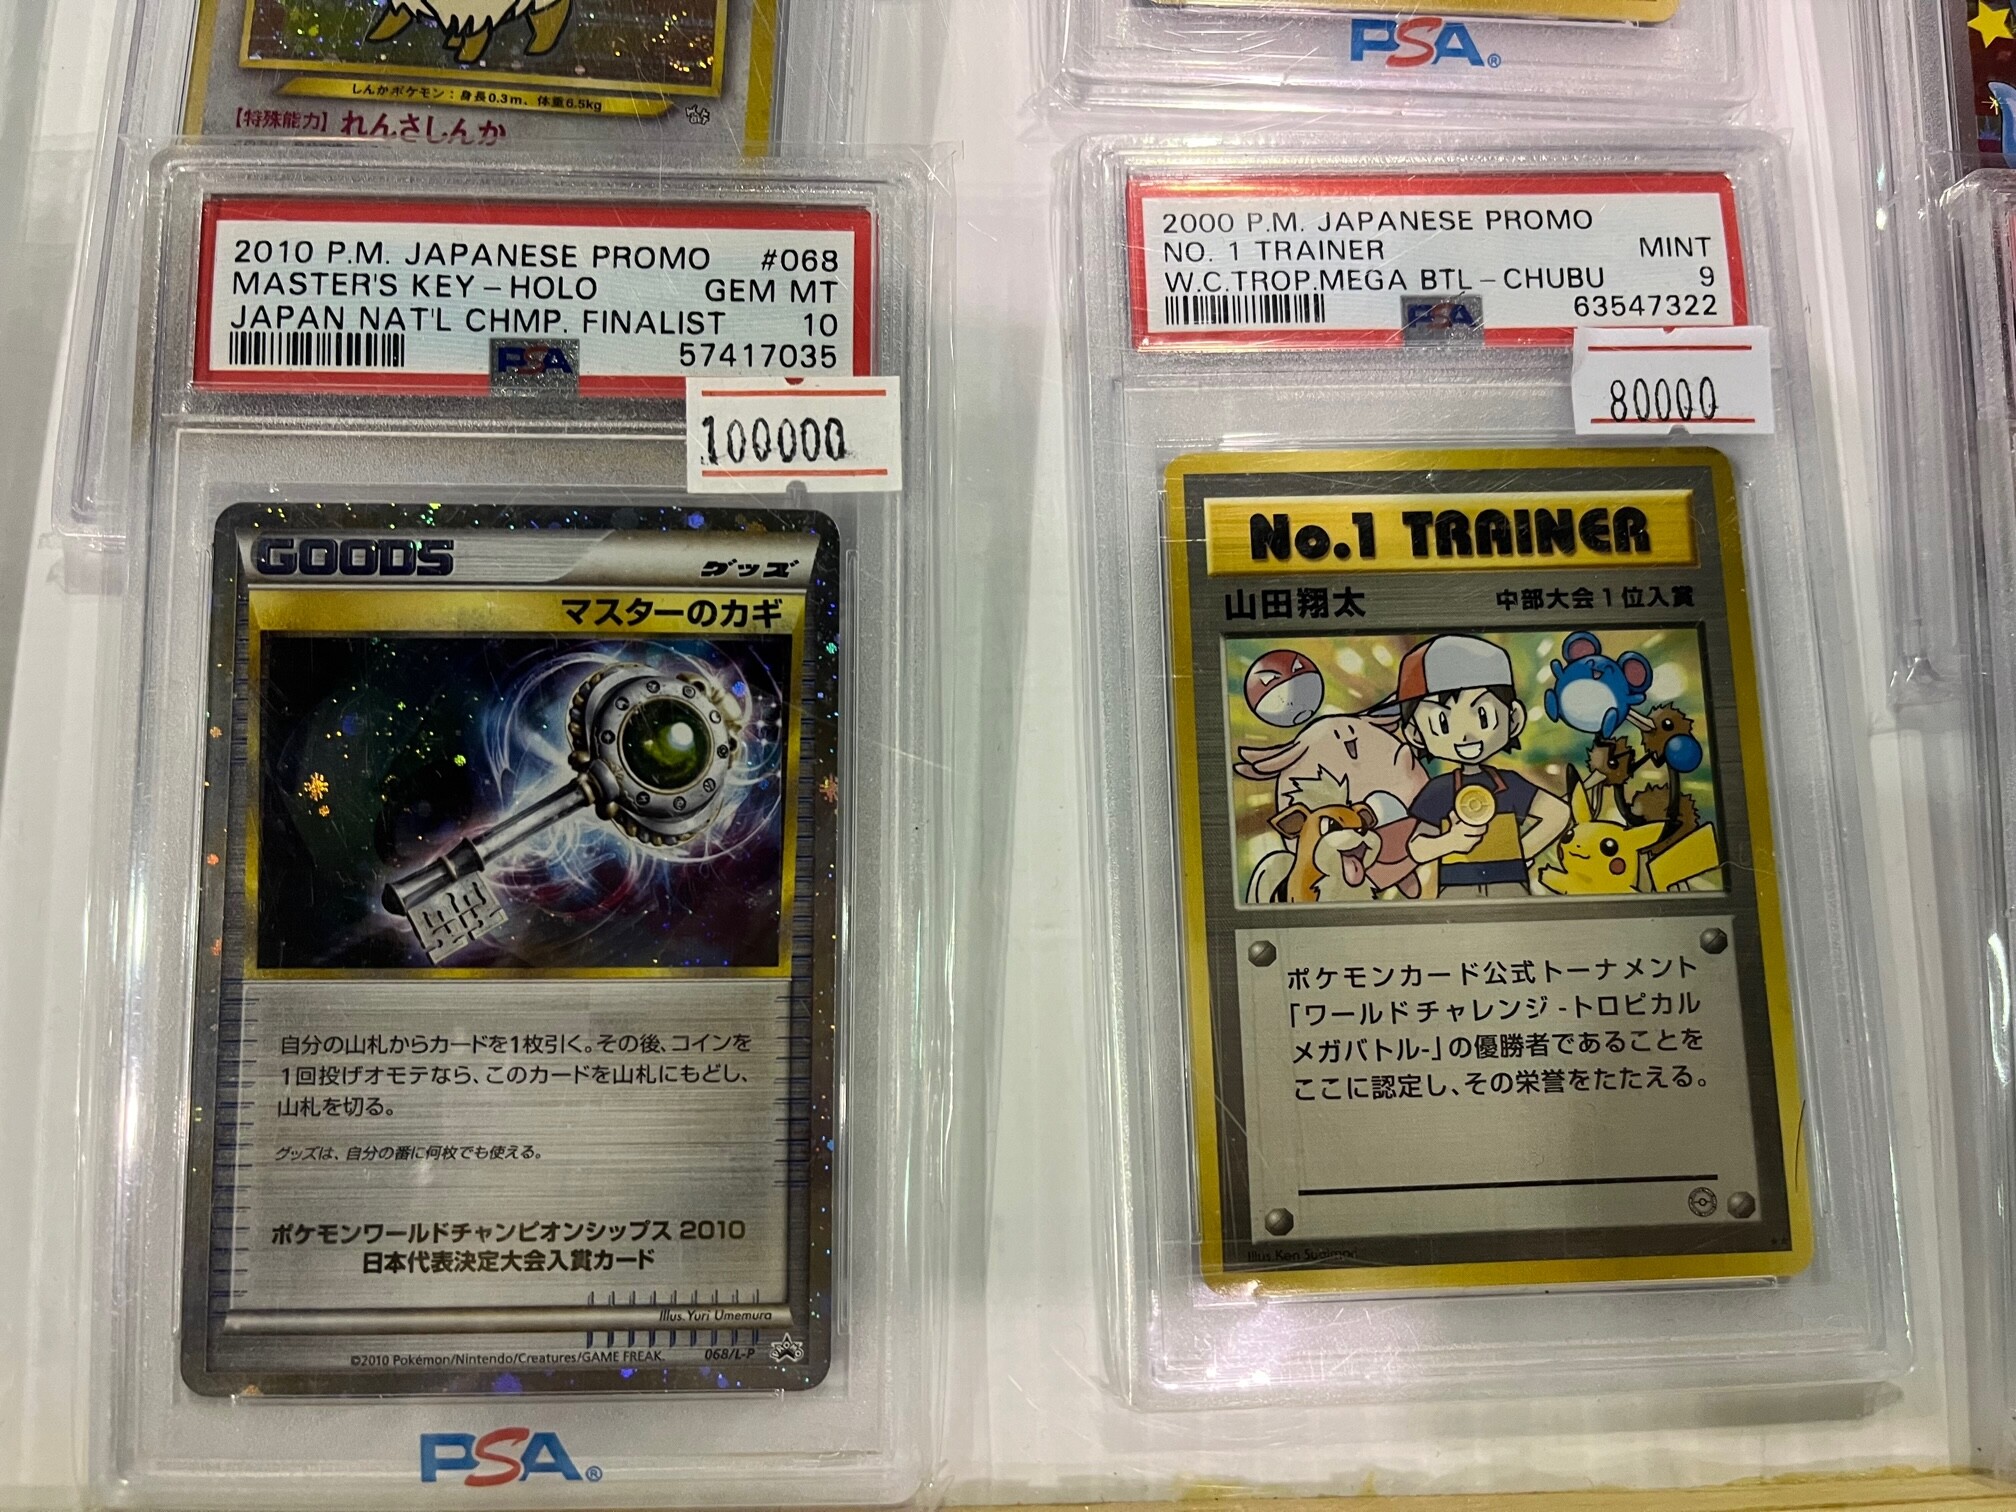 しんかポケモン：身長0.3m、体重6.5kg
【特殊能力】れんさしんか
PSA®
2010 P.M. JAPANESE PROMO #068
MASTER'S KEY – HOLO GEM MT
JAPAN NAT'L CHMP. FINALIST 10
PSA 57417035
100000
GOODS
グッズ
マスターのカギ
自分の山札からカードを1枚引く。その後、コインを
1回投げオモテなら、このカードを山札にもどし、
山札を切る。
グッズは、自分の番に何枚でも使える。
ポケモンワールドチャンピオンシップス 2010
日本代表決定大会入賞カード
Illus. Yuri Umemura
©2010 Pokémon/Nintendo/Creatures/GAME FREAK. 068/L-P
PROMO
PSA®
2000 P.M. JAPANESE PROMO
NO. 1 TRAINER MINT
W.C.TROP.MEGA BTL – CHUBU 9
PSA 63547322
80000
No.1 TRAINER
山田翔太 中部大会1位入賞
ポケモンカード公式トーナメント
「ワールドチャレンジ -トロピカル
メガバトル-」の優勝者であることを
ここに認定し、その栄誉をたたえる。
Illus. Ken Sugimori
★★